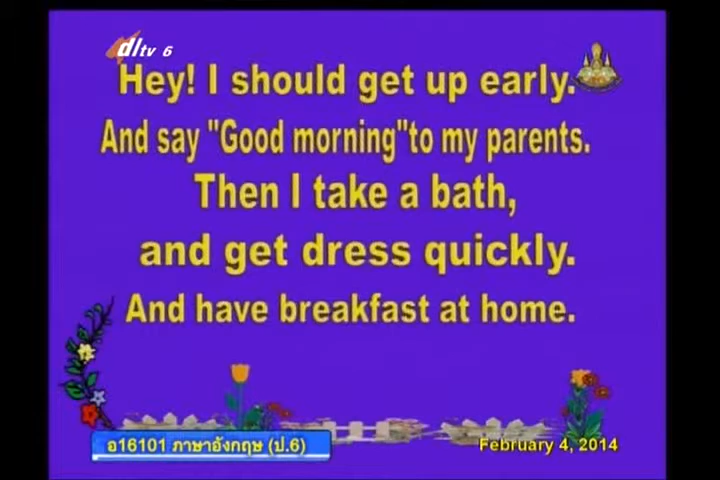 dltv 6
Hey! I should get up early.
And say "Good morning"to my parents.
Then I take a bath,
and get dress quickly.
And have breakfast at home.
อ16101 ภาษาอังกฤษ (ป.6)
February 4, 2014